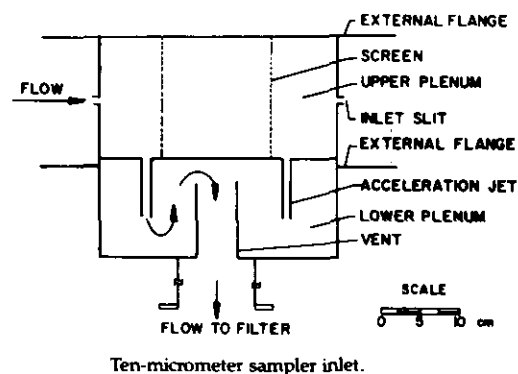 EXTERNAL FLANGE
SCREEN
UPPER PLENUM
FLOW
INLET SLIT
EXTERNAL FLANGE
ACCELERATION JET
LOWER PLENUM
VENT
SCALE
0 5 10 cm
FLOW TO FILTER
Ten-micrometer sampler inlet.